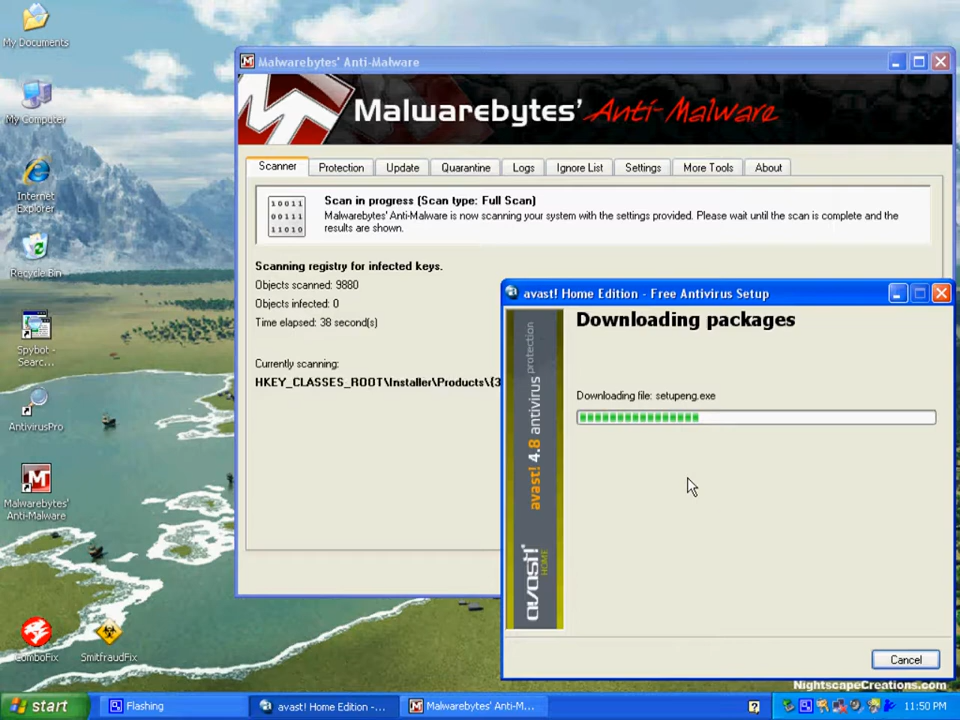 My Documents
My Computer
Internet
Explorer
Recycle Bin
Spybot -
Searc...
AntivirusPro
Malwarebytes'
Anti-Malware
ComboFix
SmitfraudFix
Malwarebytes' Anti-Malware
Malwarebytes' Anti-Malware
Scanner
Protection
Update
Quarantine
Logs
Ignore List
Settings
More Tools
About
10011
00111
11010
Scan in progress (Scan type: Full Scan)
Malwarebytes' Anti-Malware is now scanning your system with the settings provided. Please wait until the scan is complete and the
results are shown.
Scanning registry for infected keys.
Objects scanned: 9880
Objects infected: 0
Time elapsed: 38 second(s)
Currently scanning:
HKEY_CLASSES_ROOT\Installer\Products\{3
avast! Home Edition - Free Antivirus Setup
Downloading packages
Downloading file: setupeng.exe
avast! 4.8 antivirus protection
avast! HOME
Cancel
NightscapeCreations.com
start
Flashing
avast! Home Edition -...
Malwarebytes' Anti-M...
11:50 PM